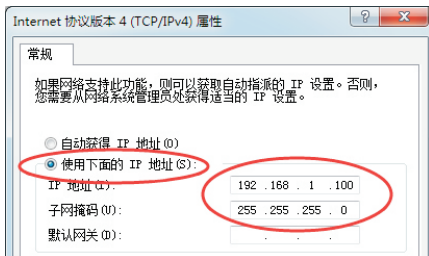 Internet 协议版本 4 (TCP/IPv4) 属性
常规
如果网络支持此功能，则可以获取自动指派的 IP 设置。否则，
您需要从网络系统管理员处获得适当的 IP 设置。
自动获得 IP 地址(O)
使用下面的 IP 地址(S):
IP 地址(I): 192 .168 . 1 .100
子网掩码(U): 255 .255 .255 . 0
默认网关(D): . . .